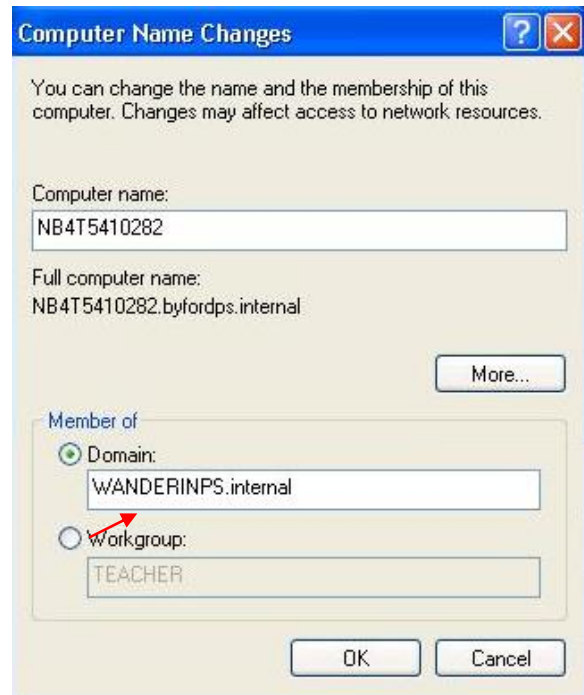 Computer Name Changes
You can change the name and the membership of this
computer. Changes may affect access to network resources.
Computer name:
NB4T5410282
Full computer name:
NB4T5410282.byfordps.internal
More...
Member of
Domain:
WANDERINPS.internal
Workgroup:
TEACHER
OK
Cancel